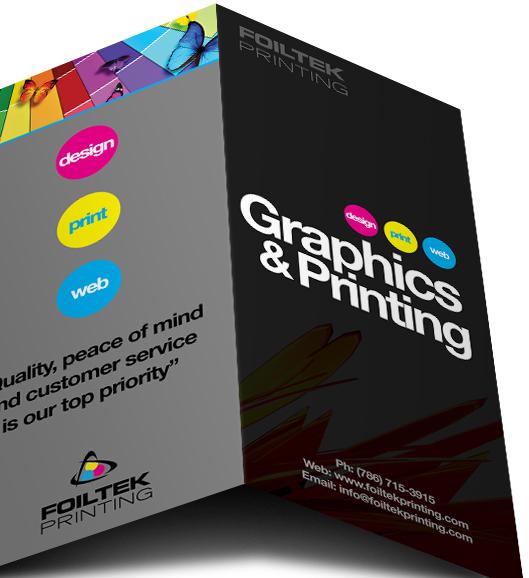 design
print
web
uality, peace of mind
nd customer service
is our top priority”
FOILTEK
PRINTING
FOILTEK
PRINTING
design
print
web
Graphics
& Printing
Ph: (786) 715-3915
Web: www.foiltekprinting.com
Email: info@foiltekprinting.com